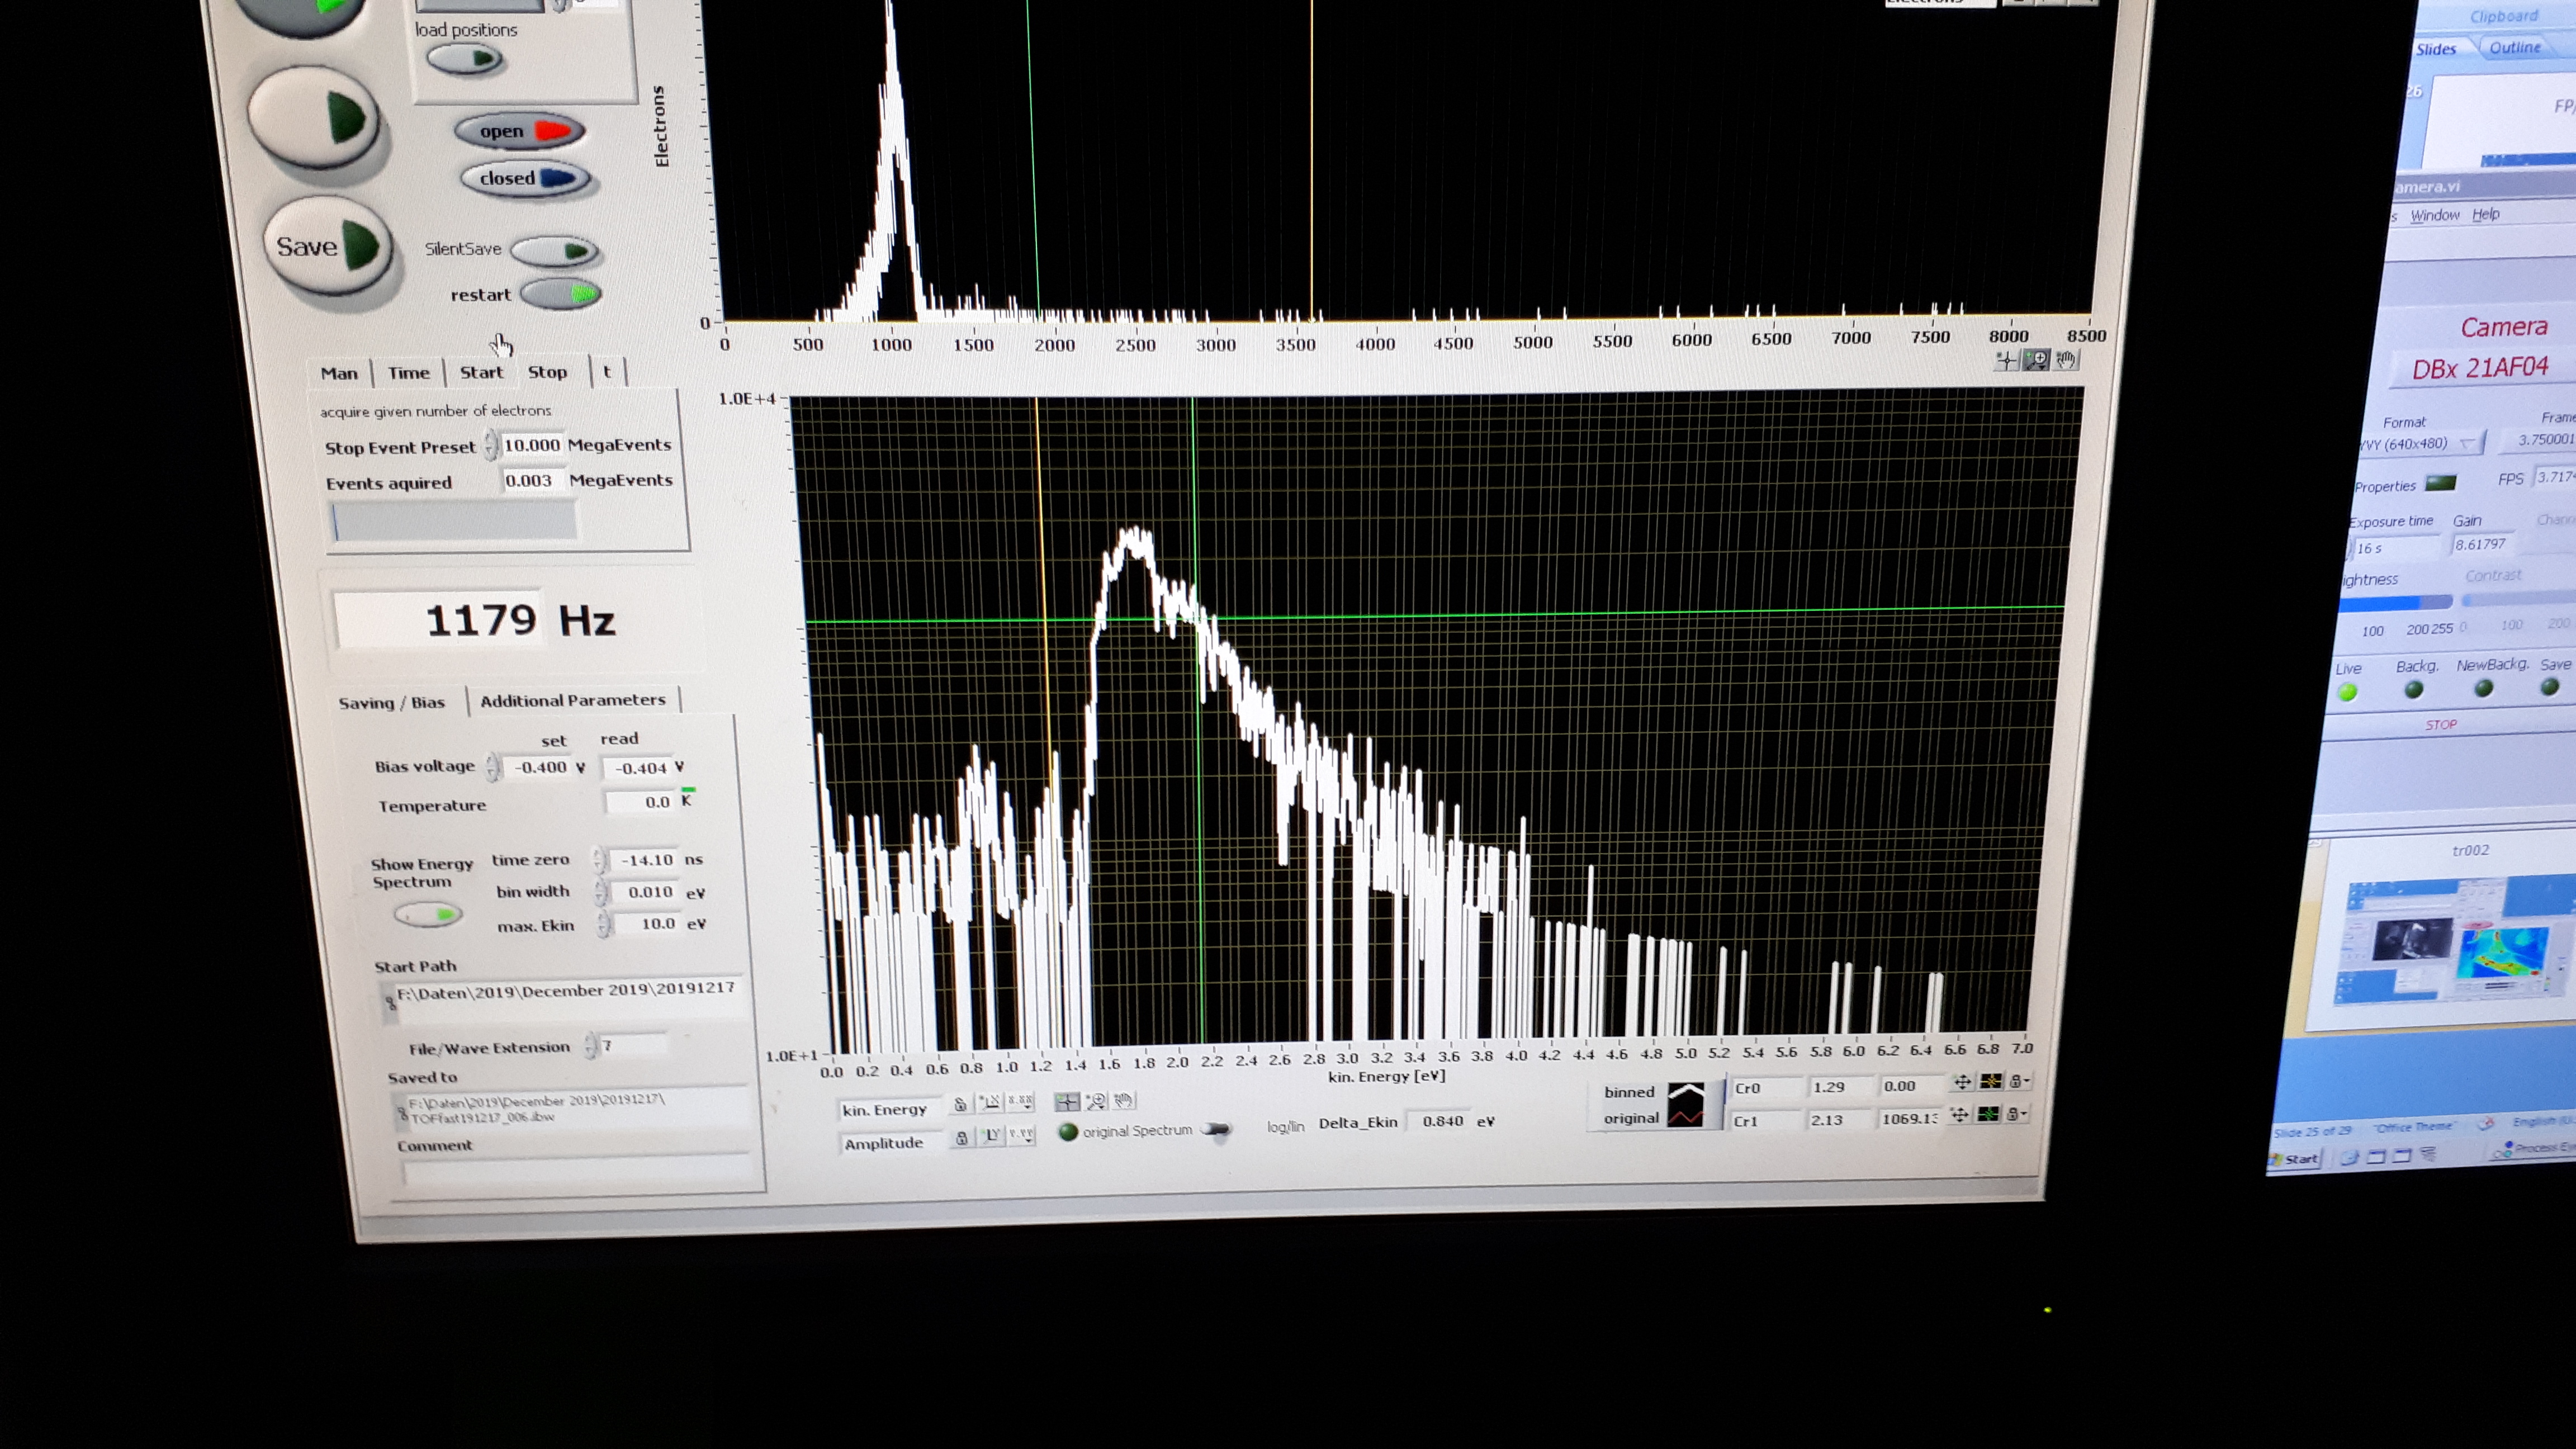 load positions
open
closed
Save
SilentSave
restart
Electrons
0
0 500 1000 1500 2000 2500 3000 3500 4000 4500 5000 5500 6000 6500 7000 7500 8000 8500
Man Time Start Stop t
acquire given number of electrons
Stop Event Preset 10.000 MegaEvents
Events aquired 0.003 MegaEvents
1179 Hz
Saving / Bias Additional Parameters
set read
Bias voltage -0.400 V -0.404 V
Temperature 0.0 K
Show Energy Spectrum
time zero -14.10 ns
bin width 0.010 eV
max. Ekin 10.0 eV
Start Path
F:\Daten\2019\December 2019\20191217
File/Wave Extension 7
Saved to
F:\Daten\2019\December 2019\20191217\
TOFfast191217_006.ibw
Comment
1.0E+4
1.0E+1
0.0 0.2 0.4 0.6 0.8 1.0 1.2 1.4 1.6 1.8 2.0 2.2 2.4 2.6 2.8 3.0 3.2 3.4 3.6 3.8 4.0 4.2 4.4 4.6 4.8 5.0 5.2 5.4 5.6 5.8 6.0 6.2 6.4 6.6 6.8 7.0
kin. Energy [eV]
kin. Energy
Amplitude
original Spectrum
log/lin Delta_Ekin 0.840 eV
binned
original
Cr0 1.29 0.00
Cr1 2.13 1069.13
Clipboard
Slides Outline
26
FP/
amera.vi
s Window Help
Camera
DBx 21AF04
Format Frame
YVY (640x480) 3.750001
Properties FPS 3.717
Exposure time Gain
16 s 8.61797
ightness Contrast
100 200 255 0 100 200
Live Backg. NewBackg. Save
STOP
tr002
Slide 25 of 29 "Office Theme" English (U
Start Process E